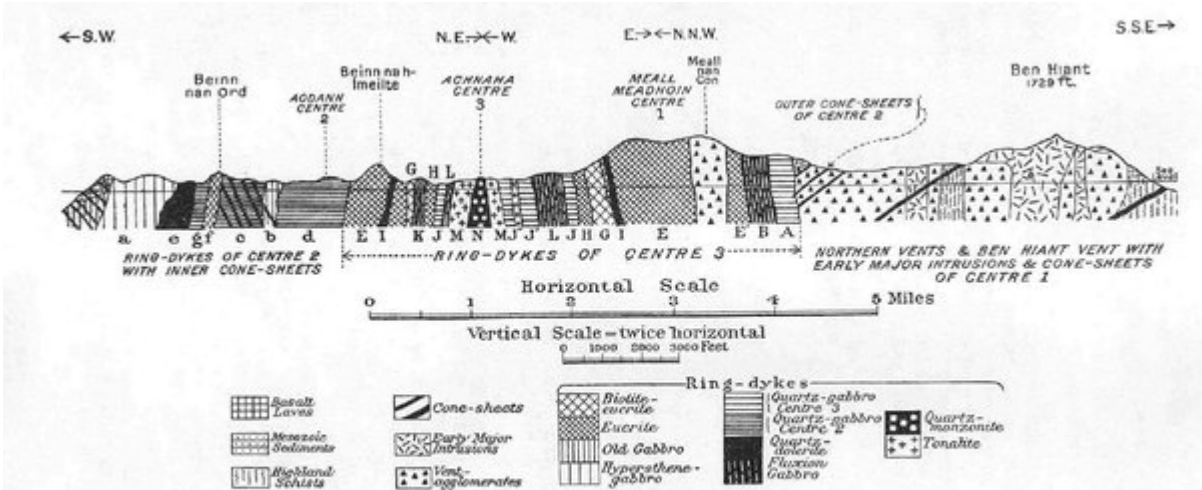 ←S.W.
N.E.→←W.
E.→←N.N.W.
S.S.E→
Beinn
nan Ord
AODANN
CENTRE
2
Beinn na h-
Imeilte
ACHNAHA
CENTRE
3
MEALL
MEADHOIN
CENTRE
1
Meall
nan
Con
OUTER CONE-SHEETS
OF CENTRE 2
Ben Hiant
1729 ft.
G H L
a e g f c b d E I K J M N M J J' L J H G I E E B A
RING-DYKES OF CENTRE 2
WITH INNER CONE-SHEETS
RING-DYKES OF CENTRE 3
NORTHERN VENTS & BEN HIANT VENT WITH
EARLY MAJOR INTRUSIONS & CONE-SHEETS
OF CENTRE 1
Horizontal Scale
0 1 2 3 4 5 Miles
Vertical Scale—twice horizontal
0 1000 2000 3000 Feet
Basalt
Lavas
Mesozoic
Sediments
Highland
Schists
Cone-sheets
Early Major
Intrusions
Vent-
agglomerates
Ring-dykes
Biotite-
eucrite
Eucrite
Old Gabbro
Hypersthene-
gabbro
Quartz-gabbro
Centre 3
Quartz-gabbro
Centre 2
Quartz-
dolerite
Fluxion
Gabbro
Quartz-
monzonite
Tonalite